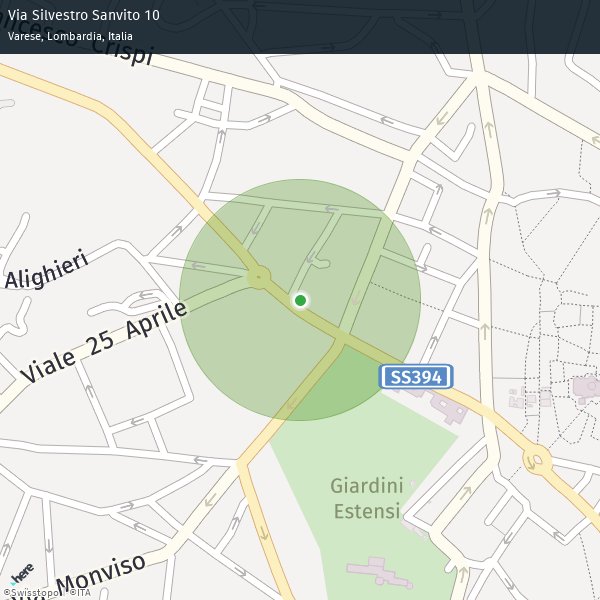 Via Silvestro Sanvito 10
Varese, Lombardia, Italia
Crispi
Alighieri
Viale 25 Aprile
SS394
Giardini
Estensi
Monviso
here
©Swisstopo ©ITA